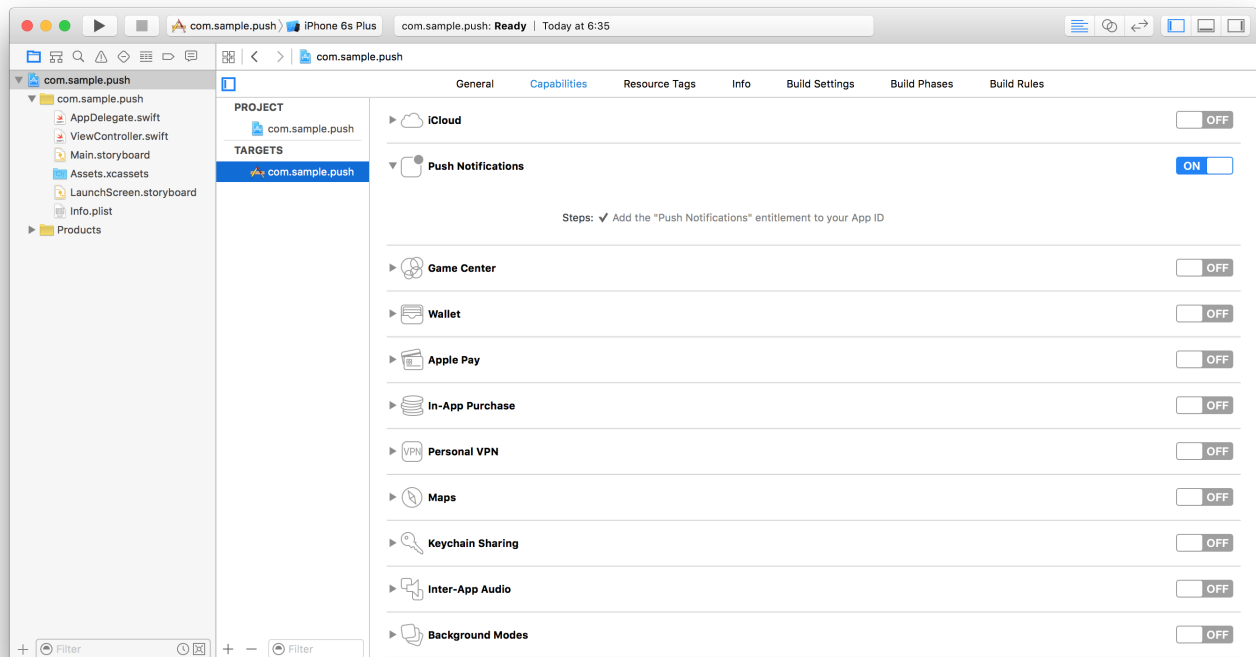 com.sample.push iPhone 6s Plus com.sample.push: Ready | Today at 6:35
com.sample.push
com.sample.push
com.sample.push
AppDelegate.swift
ViewController.swift
Main.storyboard
Assets.xcassets
LaunchScreen.storyboard
Info.plist
Products
Filter
General Capabilities Resource Tags Info Build Settings Build Phases Build Rules
PROJECT
com.sample.push
TARGETS
com.sample.push
Filter
iCloud OFF
Push Notifications ON
Steps: ✓ Add the "Push Notifications" entitlement to your App ID
Game Center OFF
Wallet OFF
Apple Pay OFF
In-App Purchase OFF
VPN Personal VPN OFF
Maps OFF
Keychain Sharing OFF
Inter-App Audio OFF
Background Modes OFF